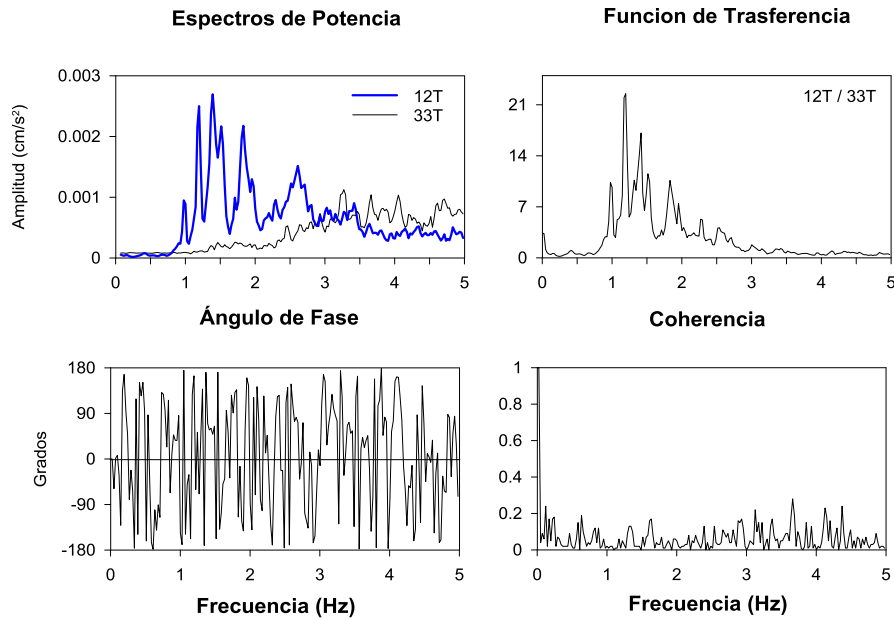 Espectros de Potencia
Funcion de Trasferencia
Amplitud (cm/s²)
0.003
0.002
0.001
0
12T
33T
0 1 2 3 4 5
21
14
7
0
12T / 33T
0 1 2 3 4 5
Ángulo de Fase
Coherencia
Grados
180
90
0
-90
-180
0 1 2 3 4 5
Frecuencia (Hz)
1
0.8
0.6
0.4
0.2
0
0 1 2 3 4 5
Frecuencia (Hz)